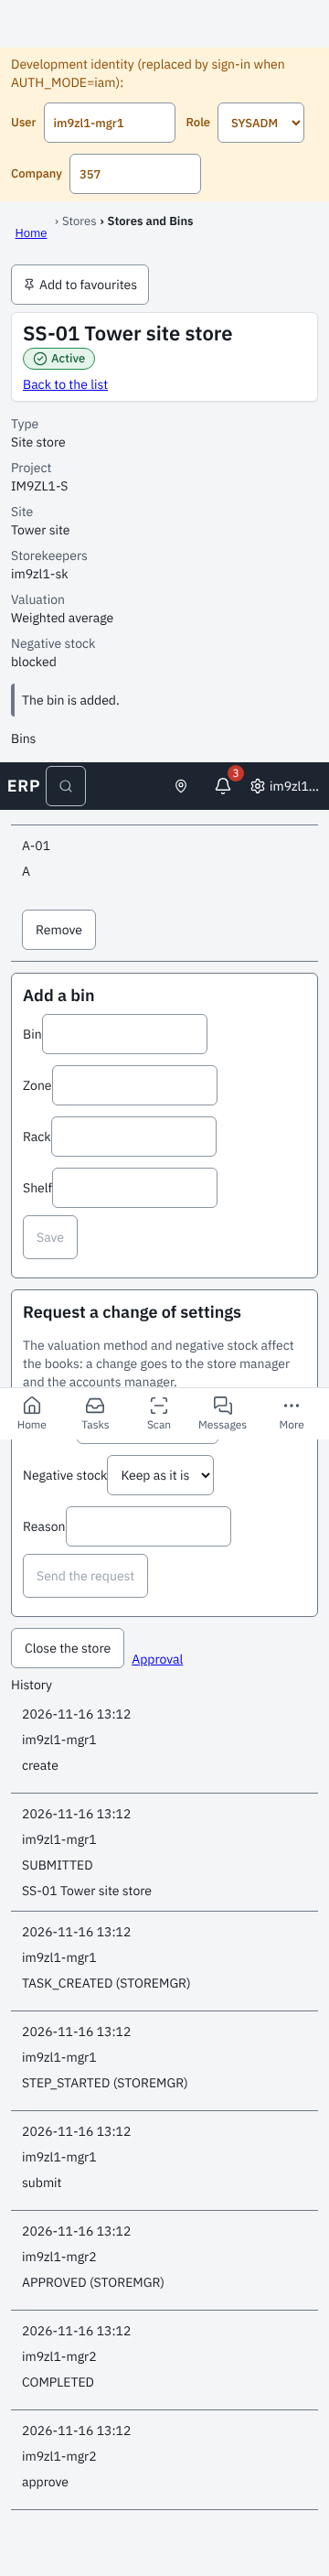 Development identity (replaced by sign-in when
AUTH_MODE=iam):
User im9zl1-mgr1 Role SYSADM
Company 357
Home › Stores › Stores and Bins
Add to favourites
SS-01 Tower site store
Active
Back to the list
Type
Site store
Project
IM9ZL1-S
Site
Tower site
Storekeepers
im9zl1-sk
Valuation
Weighted average
Negative stock
blocked
The bin is added.
Bins
ERP 3 im9zl1...
A-01
A
Remove
Add a bin
Bin
Zone
Rack
Shelf
Save
Request a change of settings
The valuation method and negative stock affect
the books: a change goes to the store manager
and the accounts manager.
Home Tasks Scan Messages More
Negative stock Keep as it is
Reason
Send the request
Close the store Approval
History
2026-11-16 13:12
im9zl1-mgr1
create
2026-11-16 13:12
im9zl1-mgr1
SUBMITTED
SS-01 Tower site store
2026-11-16 13:12
im9zl1-mgr1
TASK_CREATED (STOREMGR)
2026-11-16 13:12
im9zl1-mgr1
STEP_STARTED (STOREMGR)
2026-11-16 13:12
im9zl1-mgr1
submit
2026-11-16 13:12
im9zl1-mgr2
APPROVED (STOREMGR)
2026-11-16 13:12
im9zl1-mgr2
COMPLETED
2026-11-16 13:12
im9zl1-mgr2
approve